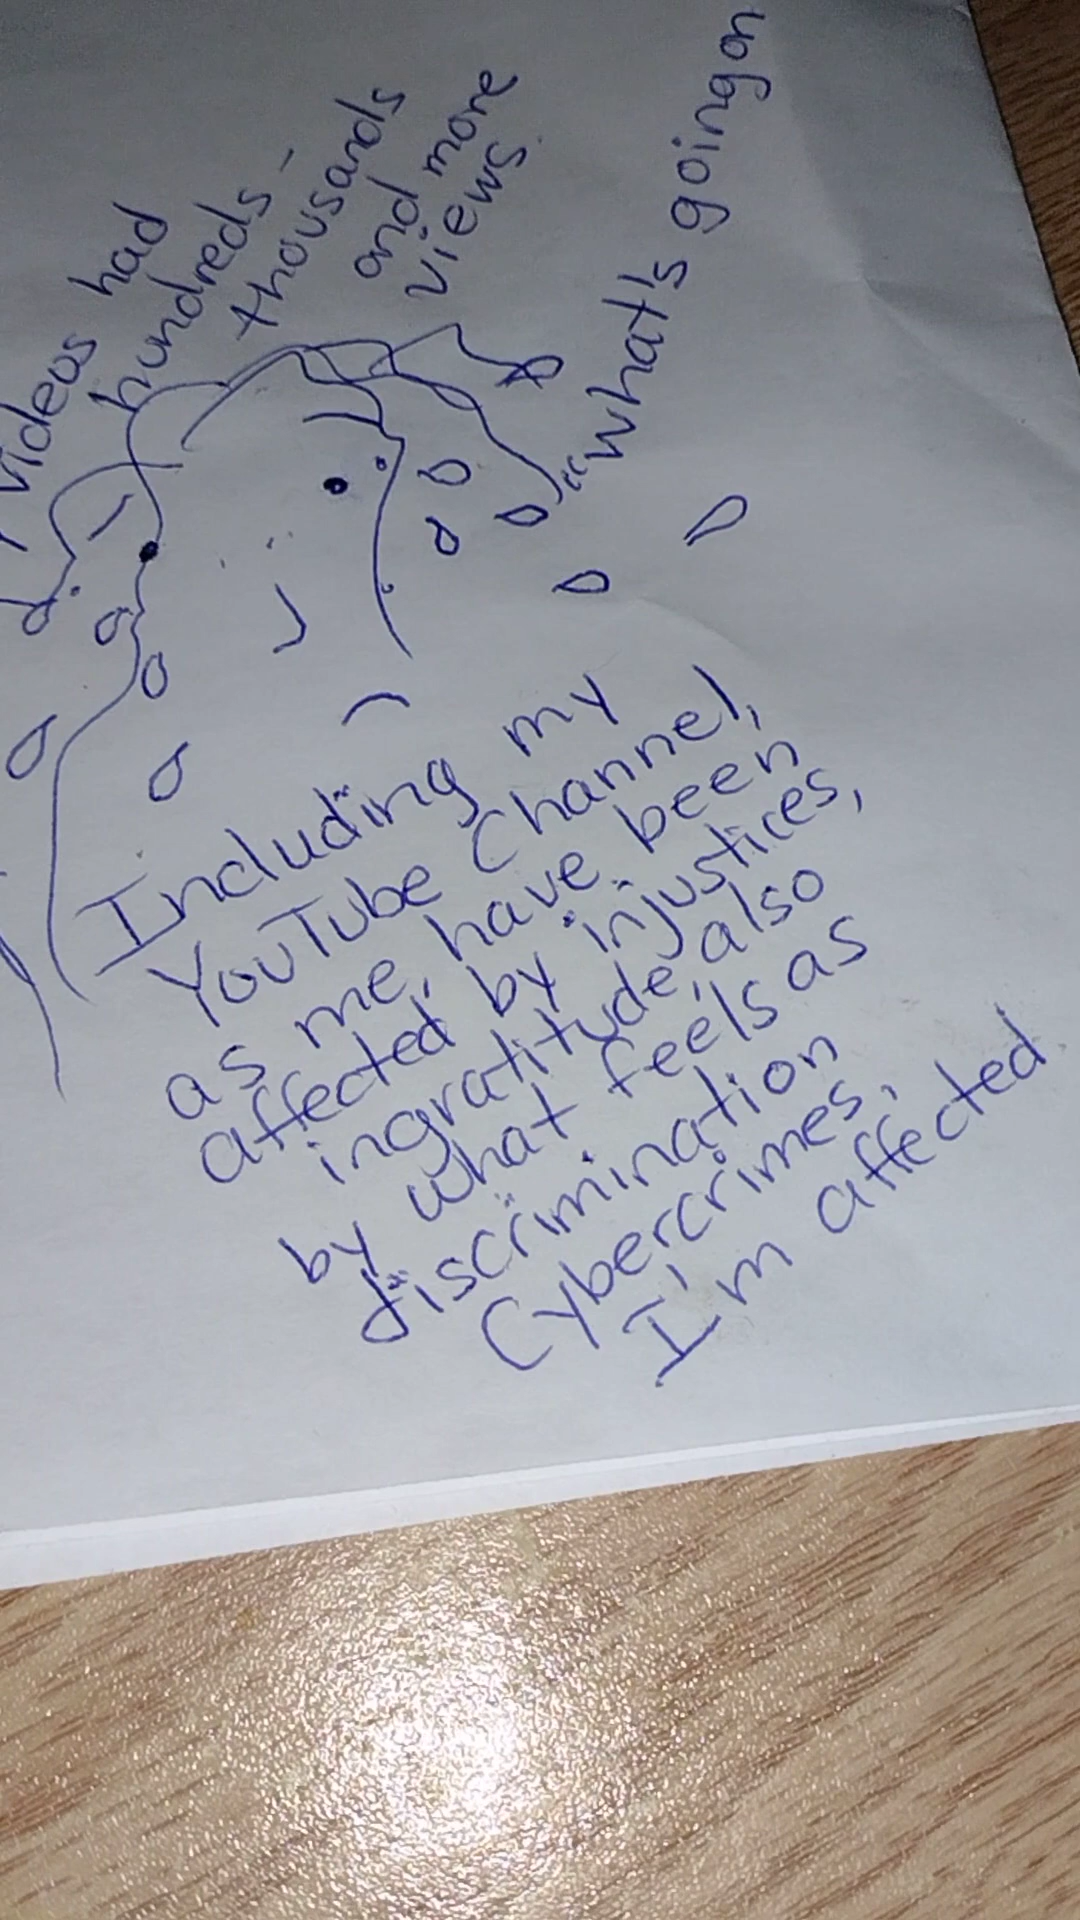 videos had
hundreds -
thousands
and more
views.
"What's going on
Including my
YouTube Channel,
as me, have been
affected by injustices,
ingratitude, also
by what feels as
discrimination
Cybercrimes,
I'm affected